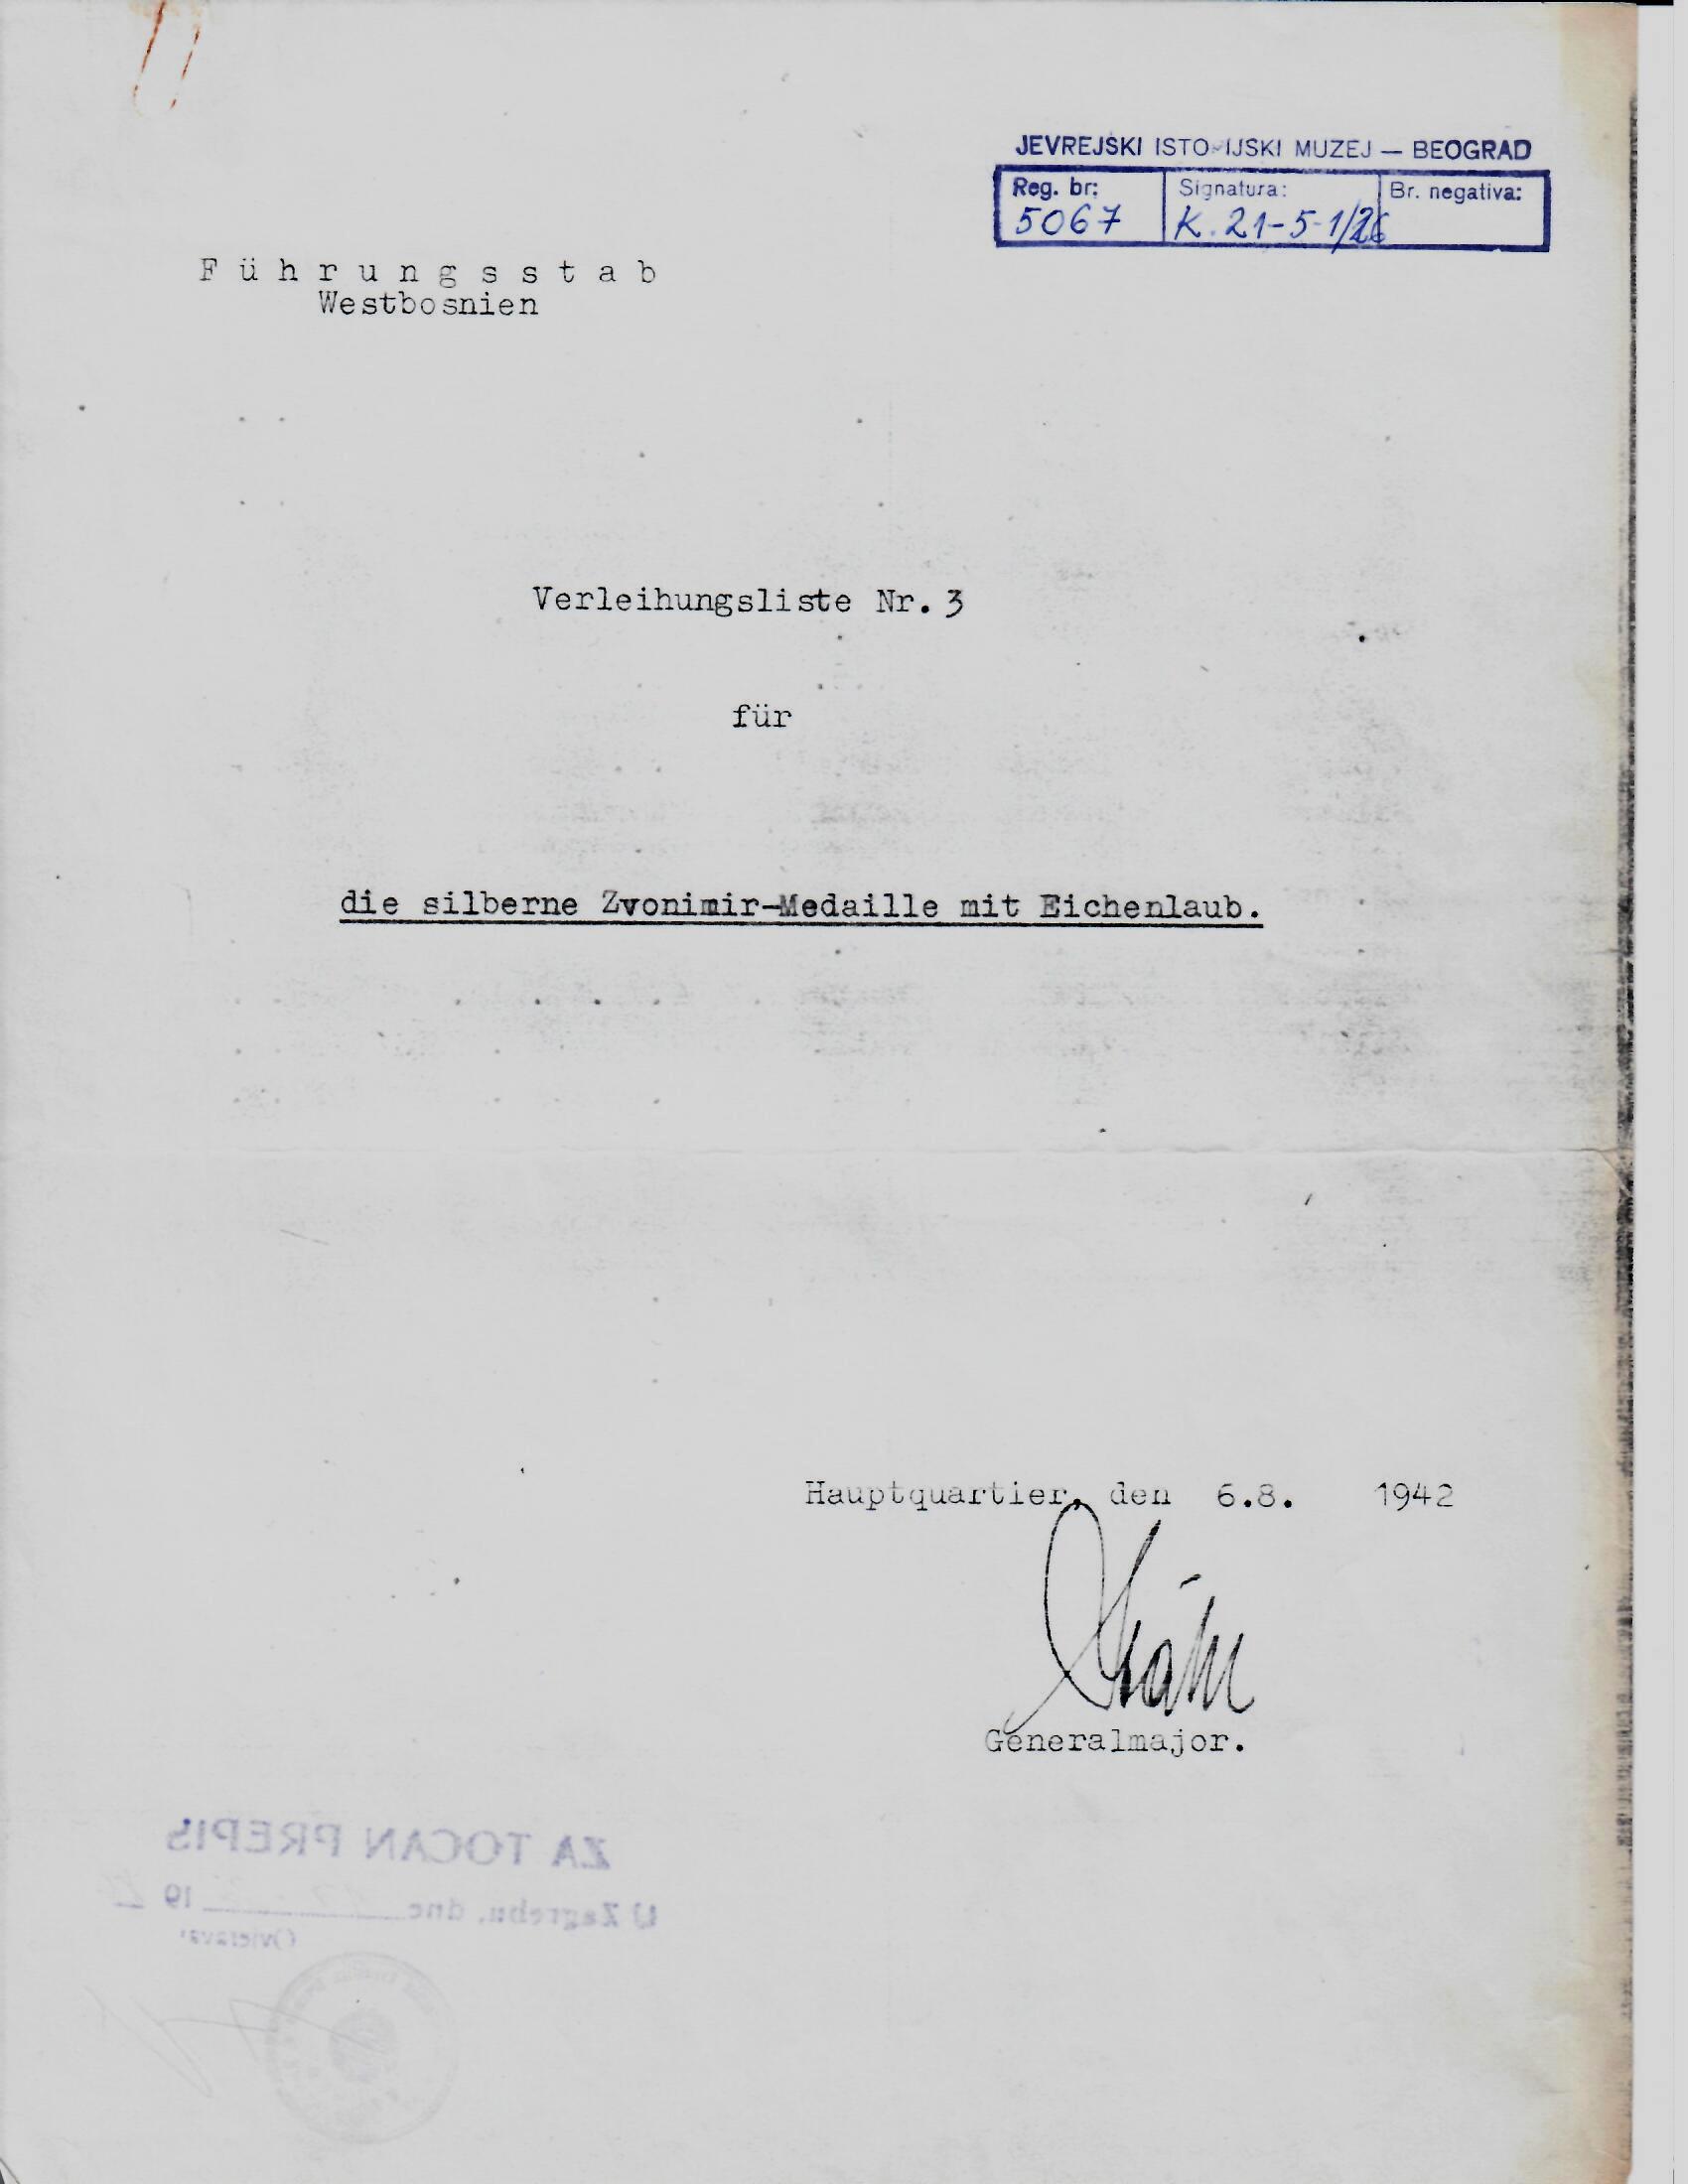 JEVREJSKI ISTO IJSKI MUZEJ — BEOGRAD
Reg. br: Signatura: Br. negativa:
5067 K. 21-5-1/26
Führungsstab
Westbosnien
Verleihungsliste Nr. 3
für
die silberne Zvonimir-Medaille mit Eichenlaub.
Hauptquartier, den 6.8. 1942
Generalmajor.
ZA TOCAN PREPIS
U Zagrebu, dne 19
Ovjerava: